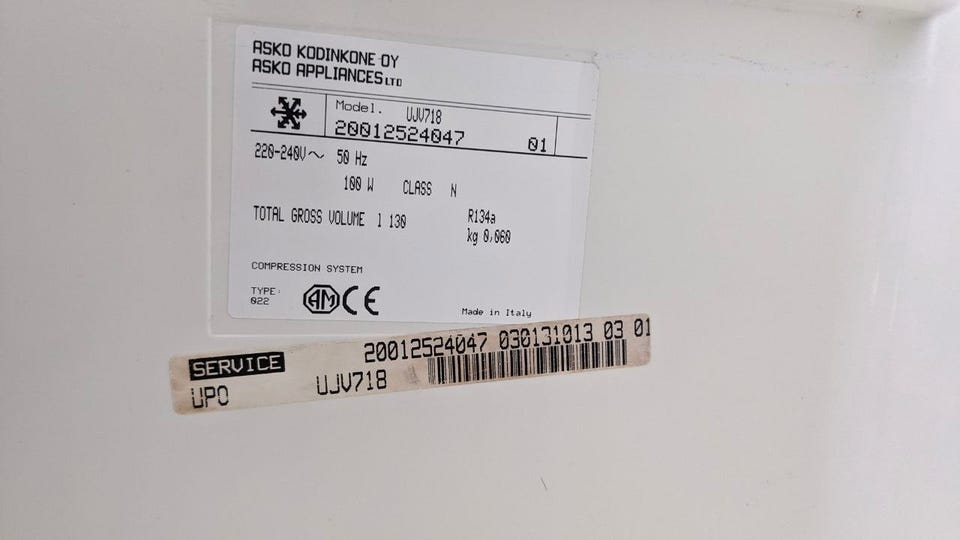 ASKO KODINKONE OY
ASKO APPLIANCES LTD
Model. UJV718
20012524047 01
220-240V~ 50 Hz
100 W CLASS N
TOTAL GROSS VOLUME l 130 R134a
kg 0,060
COMPRESSION SYSTEM
TYPE:
022
AM CE
Made in Italy
SERVICE 20012524047 030131013 03 01
UPO UJV718